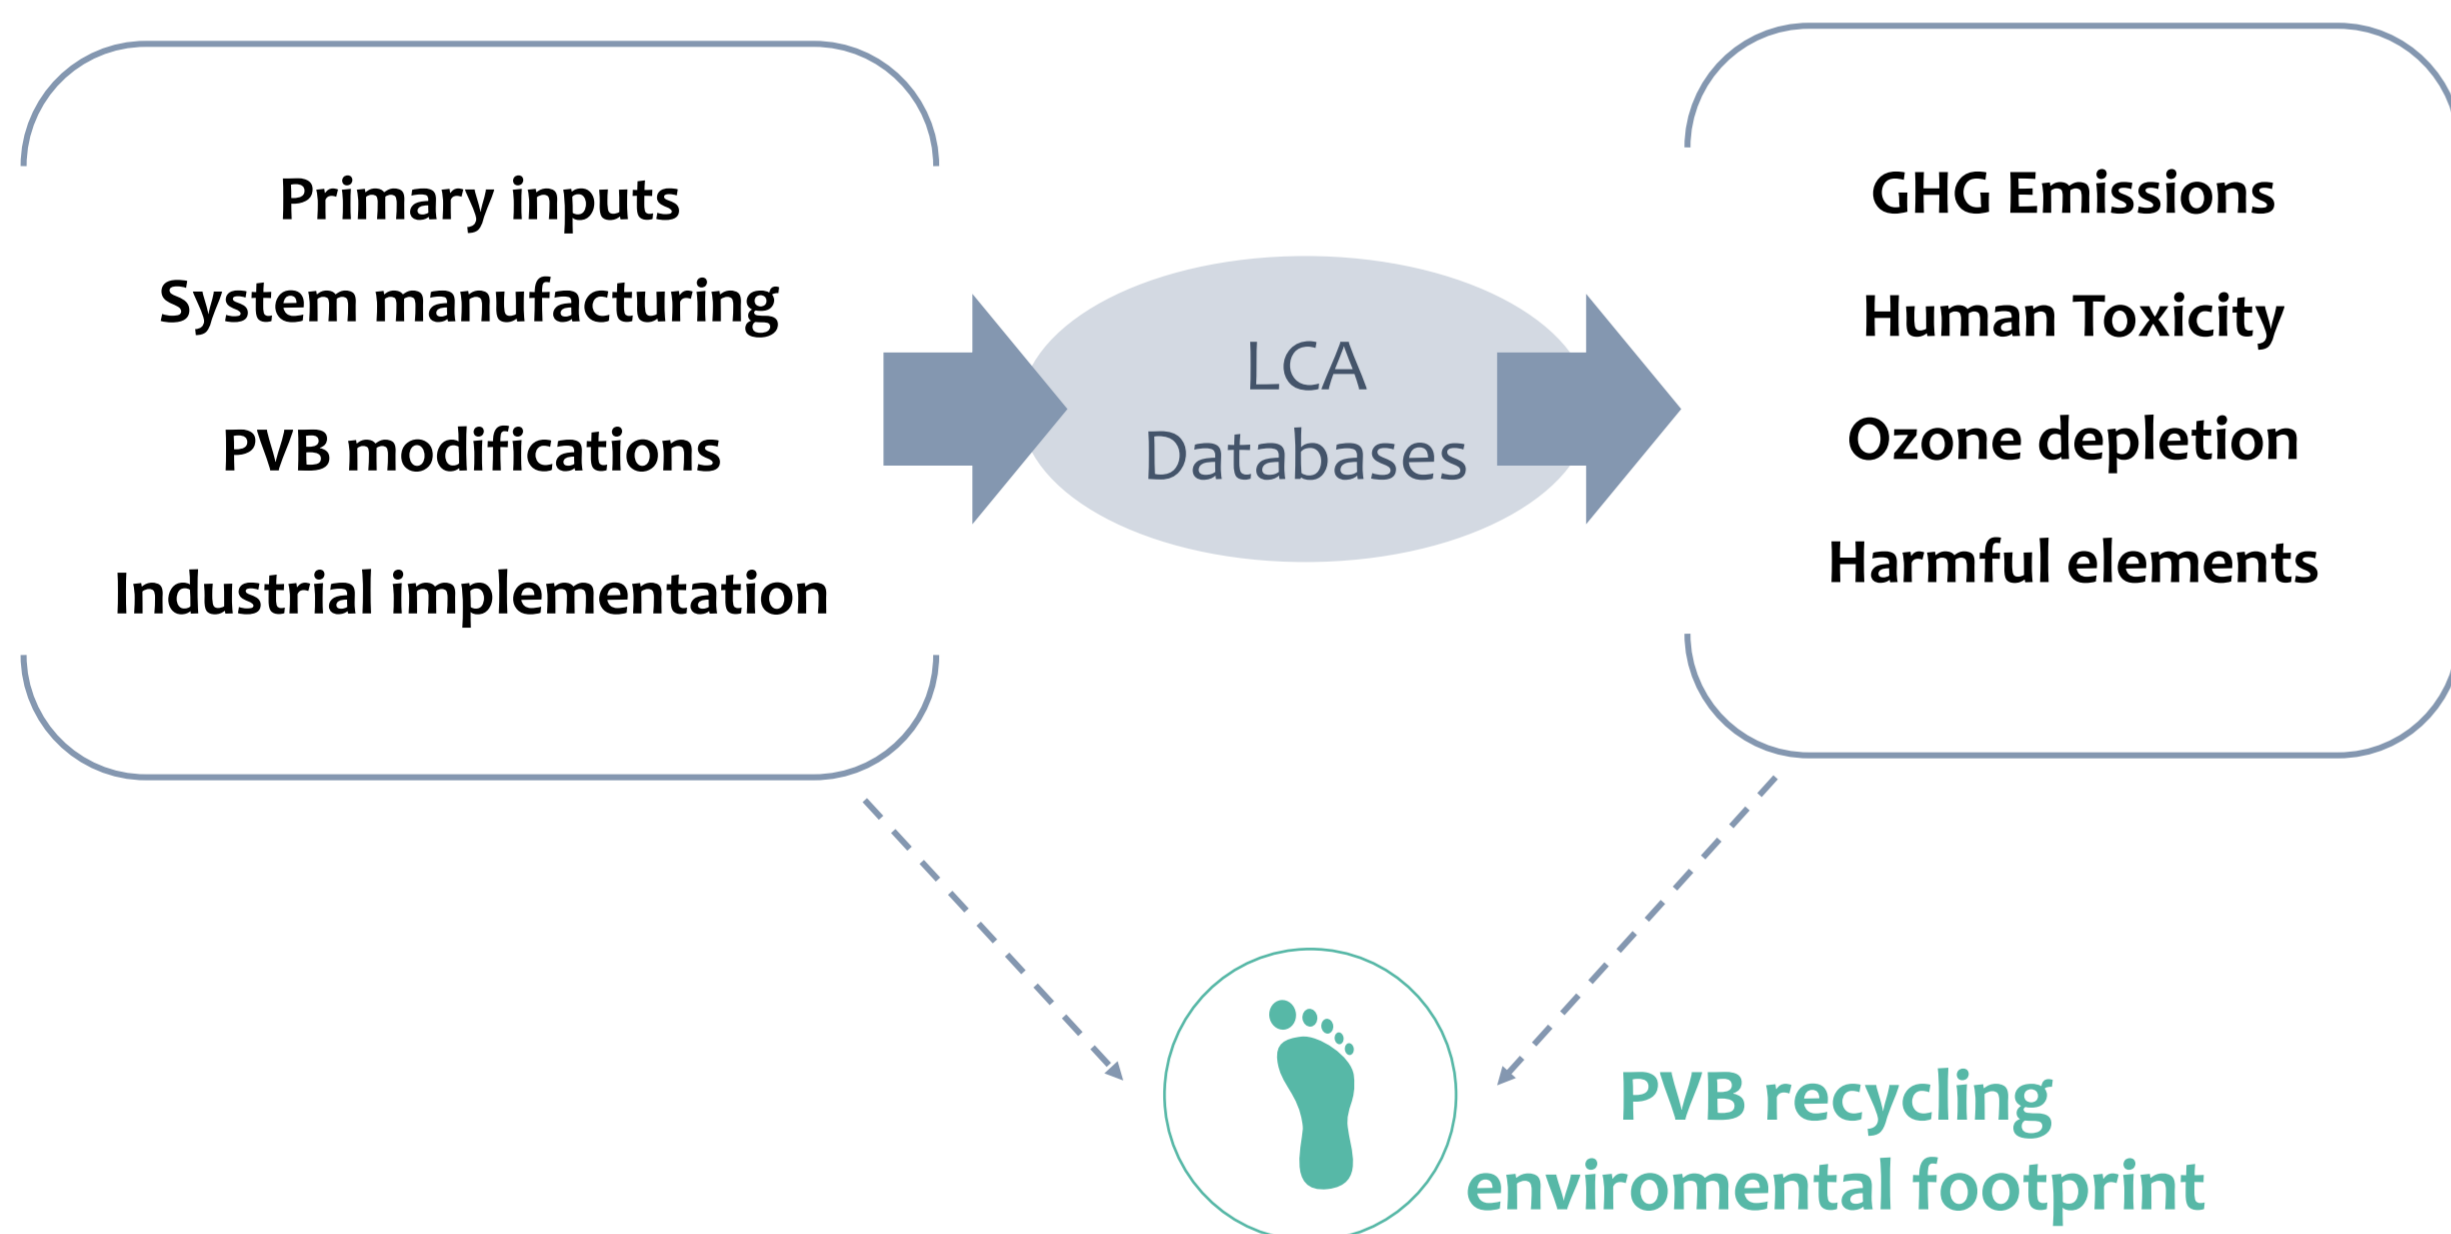 Primary inputs
System manufacturing
PVB modifications
Industrial implementation
LCA
Databases
GHG Emissions
Human Toxicity
Ozone depletion
Harmful elements
PVB recycling
enviromental footprint